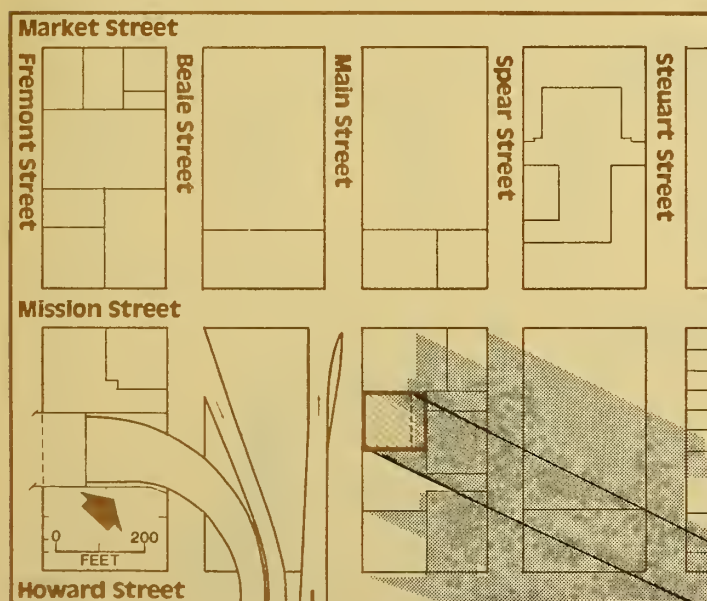 Market Street
Fremont Street
Beale Street
Main Street
Spear Street
Steuart Street
Mission Street
0 200
FEET
Howard Street